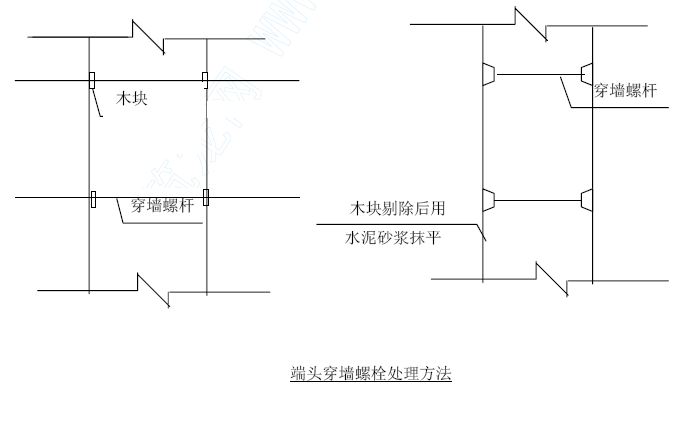 木块
穿墙螺杆
穿墙螺杆
木块剔除后用
水泥砂浆抹平
端头穿墙螺栓处理方法